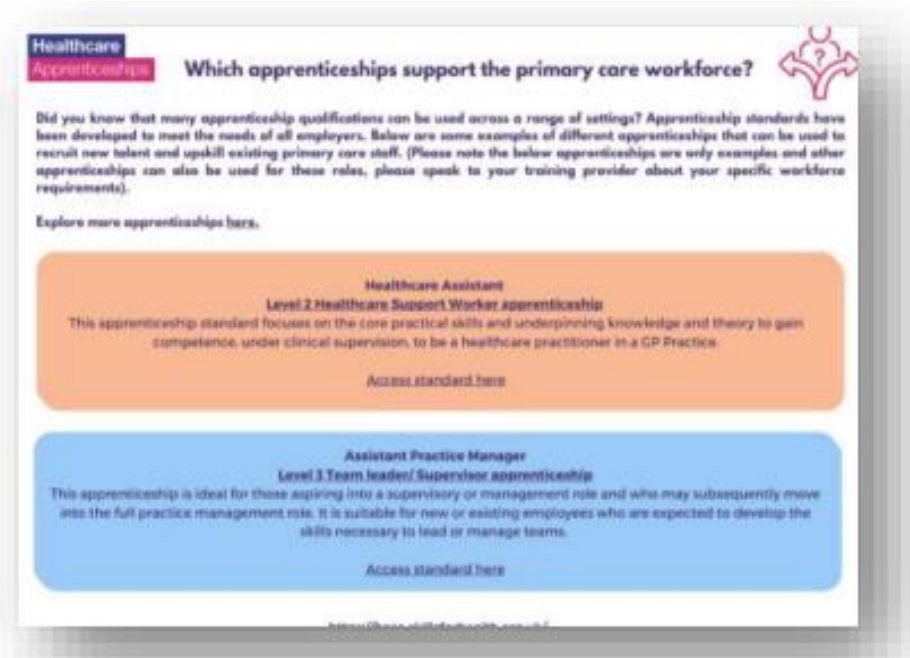 Healthcare
Apprenticeships
Which apprenticeships support the primary care workforce?
?
Did you know that many apprenticeship qualifications can be used across a range of settings? Apprenticeship standards have
been developed to meet the needs of all employers. Below are some examples of different apprenticeships that can be used to
recruit new talent and upskill existing primary care staff. (Please note the below apprenticeships are only examples and other
apprenticeships can also be used for these roles, please speak to your training provider about your specific workforce
requirements).
Explore more apprenticeships here.
Healthcare Assistant
Level 2 Healthcare Support Worker apprenticeship
This apprenticeship standard focuses on the core practical skills and underpinning knowledge and theory to gain
competence, under clinical supervision, to be a healthcare practitioner in a GP Practice.
Access standard here
Assistant Practice Manager
Level 3 Team leader/ Supervisor apprenticeship
This apprenticeship is ideal for those aspiring into a supervisory or management role and who may subsequently move
into the full practice management role. It is suitable for new or existing employees who are expected to develop the
skills necessary to lead or manage teams.
Access standard here